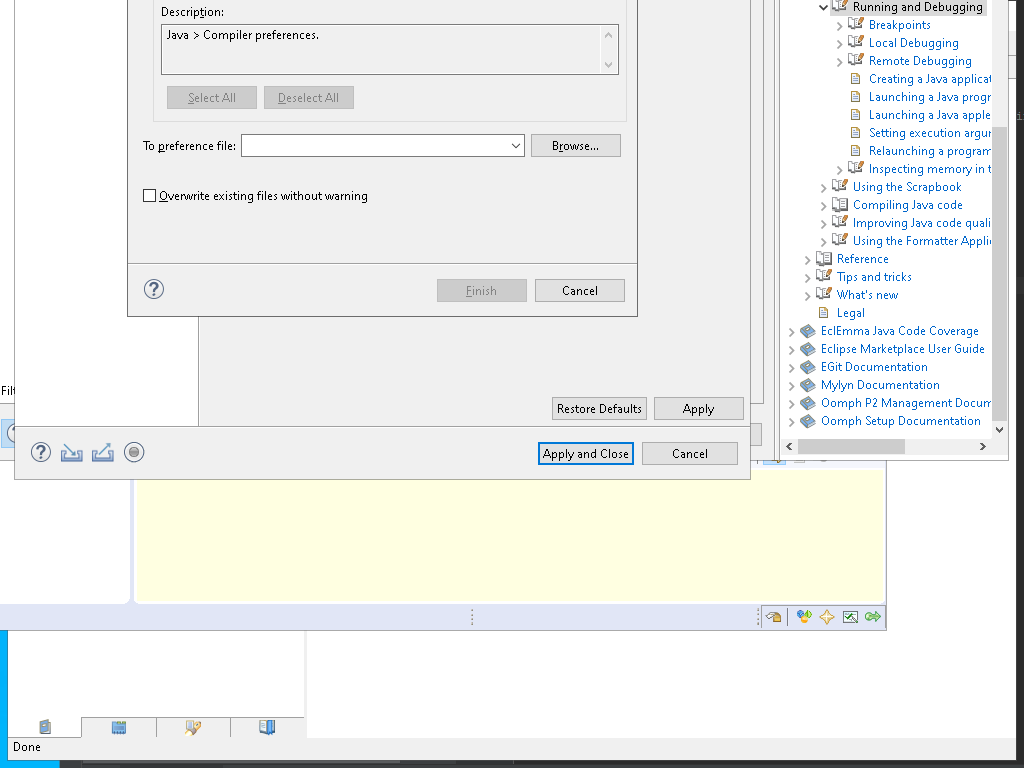 Description:
Java > Compiler preferences.
Select All
Deselect All
To preference file:
Browse...
Overwrite existing files without warning
Finish
Cancel
Restore Defaults
Apply
Apply and Close
Cancel
Running and Debugging
Breakpoints
Local Debugging
Remote Debugging
Creating a Java applicat
Launching a Java progr
Launching a Java apple
Setting execution argur
Relaunching a program
Inspecting memory in t
Using the Scrapbook
Compiling Java code
Improving Java code quali
Using the Formatter Appli
Reference
Tips and tricks
What's new
Legal
EclEmma Java Code Coverage
Eclipse Marketplace User Guide
EGit Documentation
Mylyn Documentation
Oomph P2 Management Docum
Oomph Setup Documentation
Done